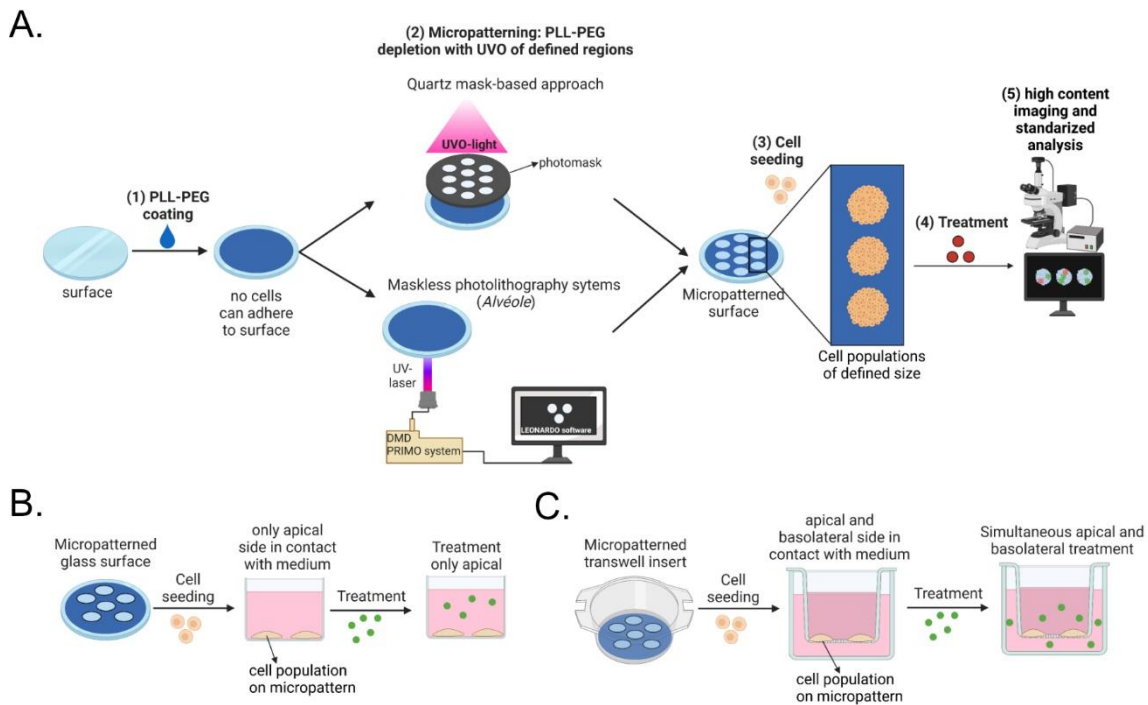 A.
(1) PLL-PEG
coating
surface
no cells
can adhere
to surface
(2) Micropatterning: PLL-PEG
depletion with UVO of defined regions
Quartz mask-based approach
UVO-light
photomask
Maskless photolithography sytems
(Alvéole)
UV-
laser
DMD
PRIMO system
LEONARDO software
(3) Cell
seeding
Micropatterned
surface
Cell populations
of defined size
(4) Treatment
(5) high content
imaging and
standarized
analysis
B.
Micropatterned
glass surface
Cell
seeding
only apical
side in contact
with medium
cell population
on micropattern
Treatment
Treatment
only apical
C.
Micropatterned
transwell insert
Cell
seeding
apical and
basolateral side in
contact with medium
cell population
on micropattern
Treatment
Simultaneous apical and
basolateral treatment